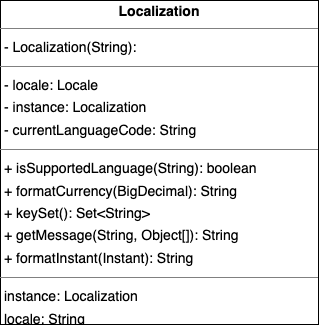 Localization
- Localization(String):
- locale: Locale
- instance: Localization
- currentLanguageCode: String
+ isSupportedLanguage(String): boolean
+ formatCurrency(BigDecimal): String
+ keySet(): Set<String>
+ getMessage(String, Object[]): String
+ formatInstant(Instant): String
instance: Localization
locale: String